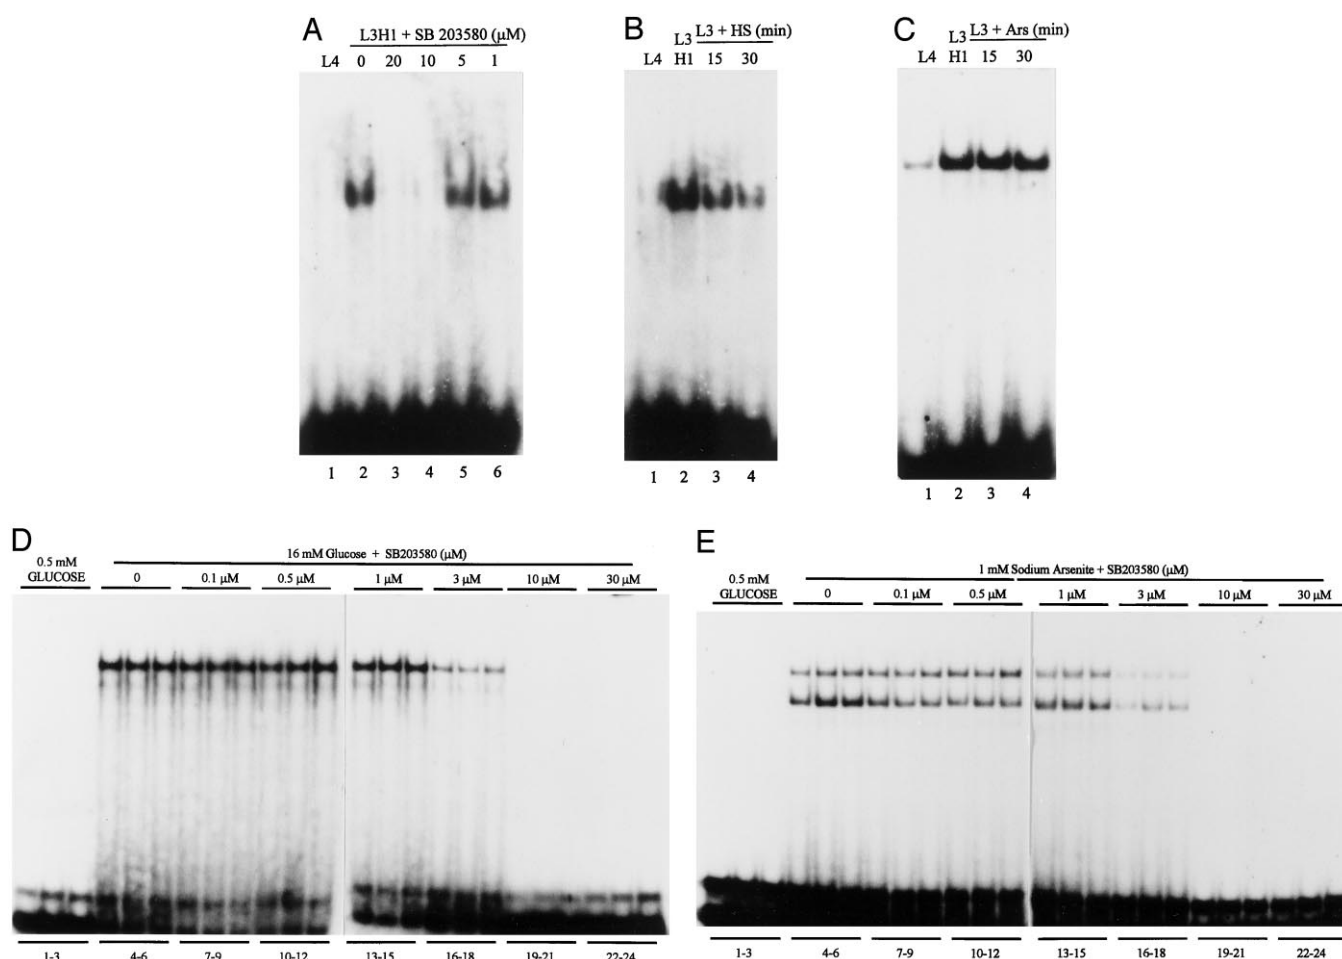 A
L3H1 + SB 203580 (μM)
L4 0 20 10 5 1
1 2 3 4 5 6
B
L3 L3 + HS (min)
L4 H1 15 30
1 2 3 4
C
L3 L3 + Ars (min)
L4 H1 15 30
1 2 3 4
D
16 mM Glucose + SB203580 (μM)
0.5 mM
GLUCOSE 0 0.1 μM 0.5 μM 1 μM 3 μM 10 μM 30 μM
1-3 4-6 7-9 10-12 13-15 16-18 19-21 22-24
E
1 mM Sodium Arsenite + SB203580 (μM)
0.5 mM
GLUCOSE 0 0.1 μM 0.5 μM 1 μM 3 μM 10 μM 30 μM
1-3 4-6 7-9 10-12 13-15 16-18 19-21 22-24